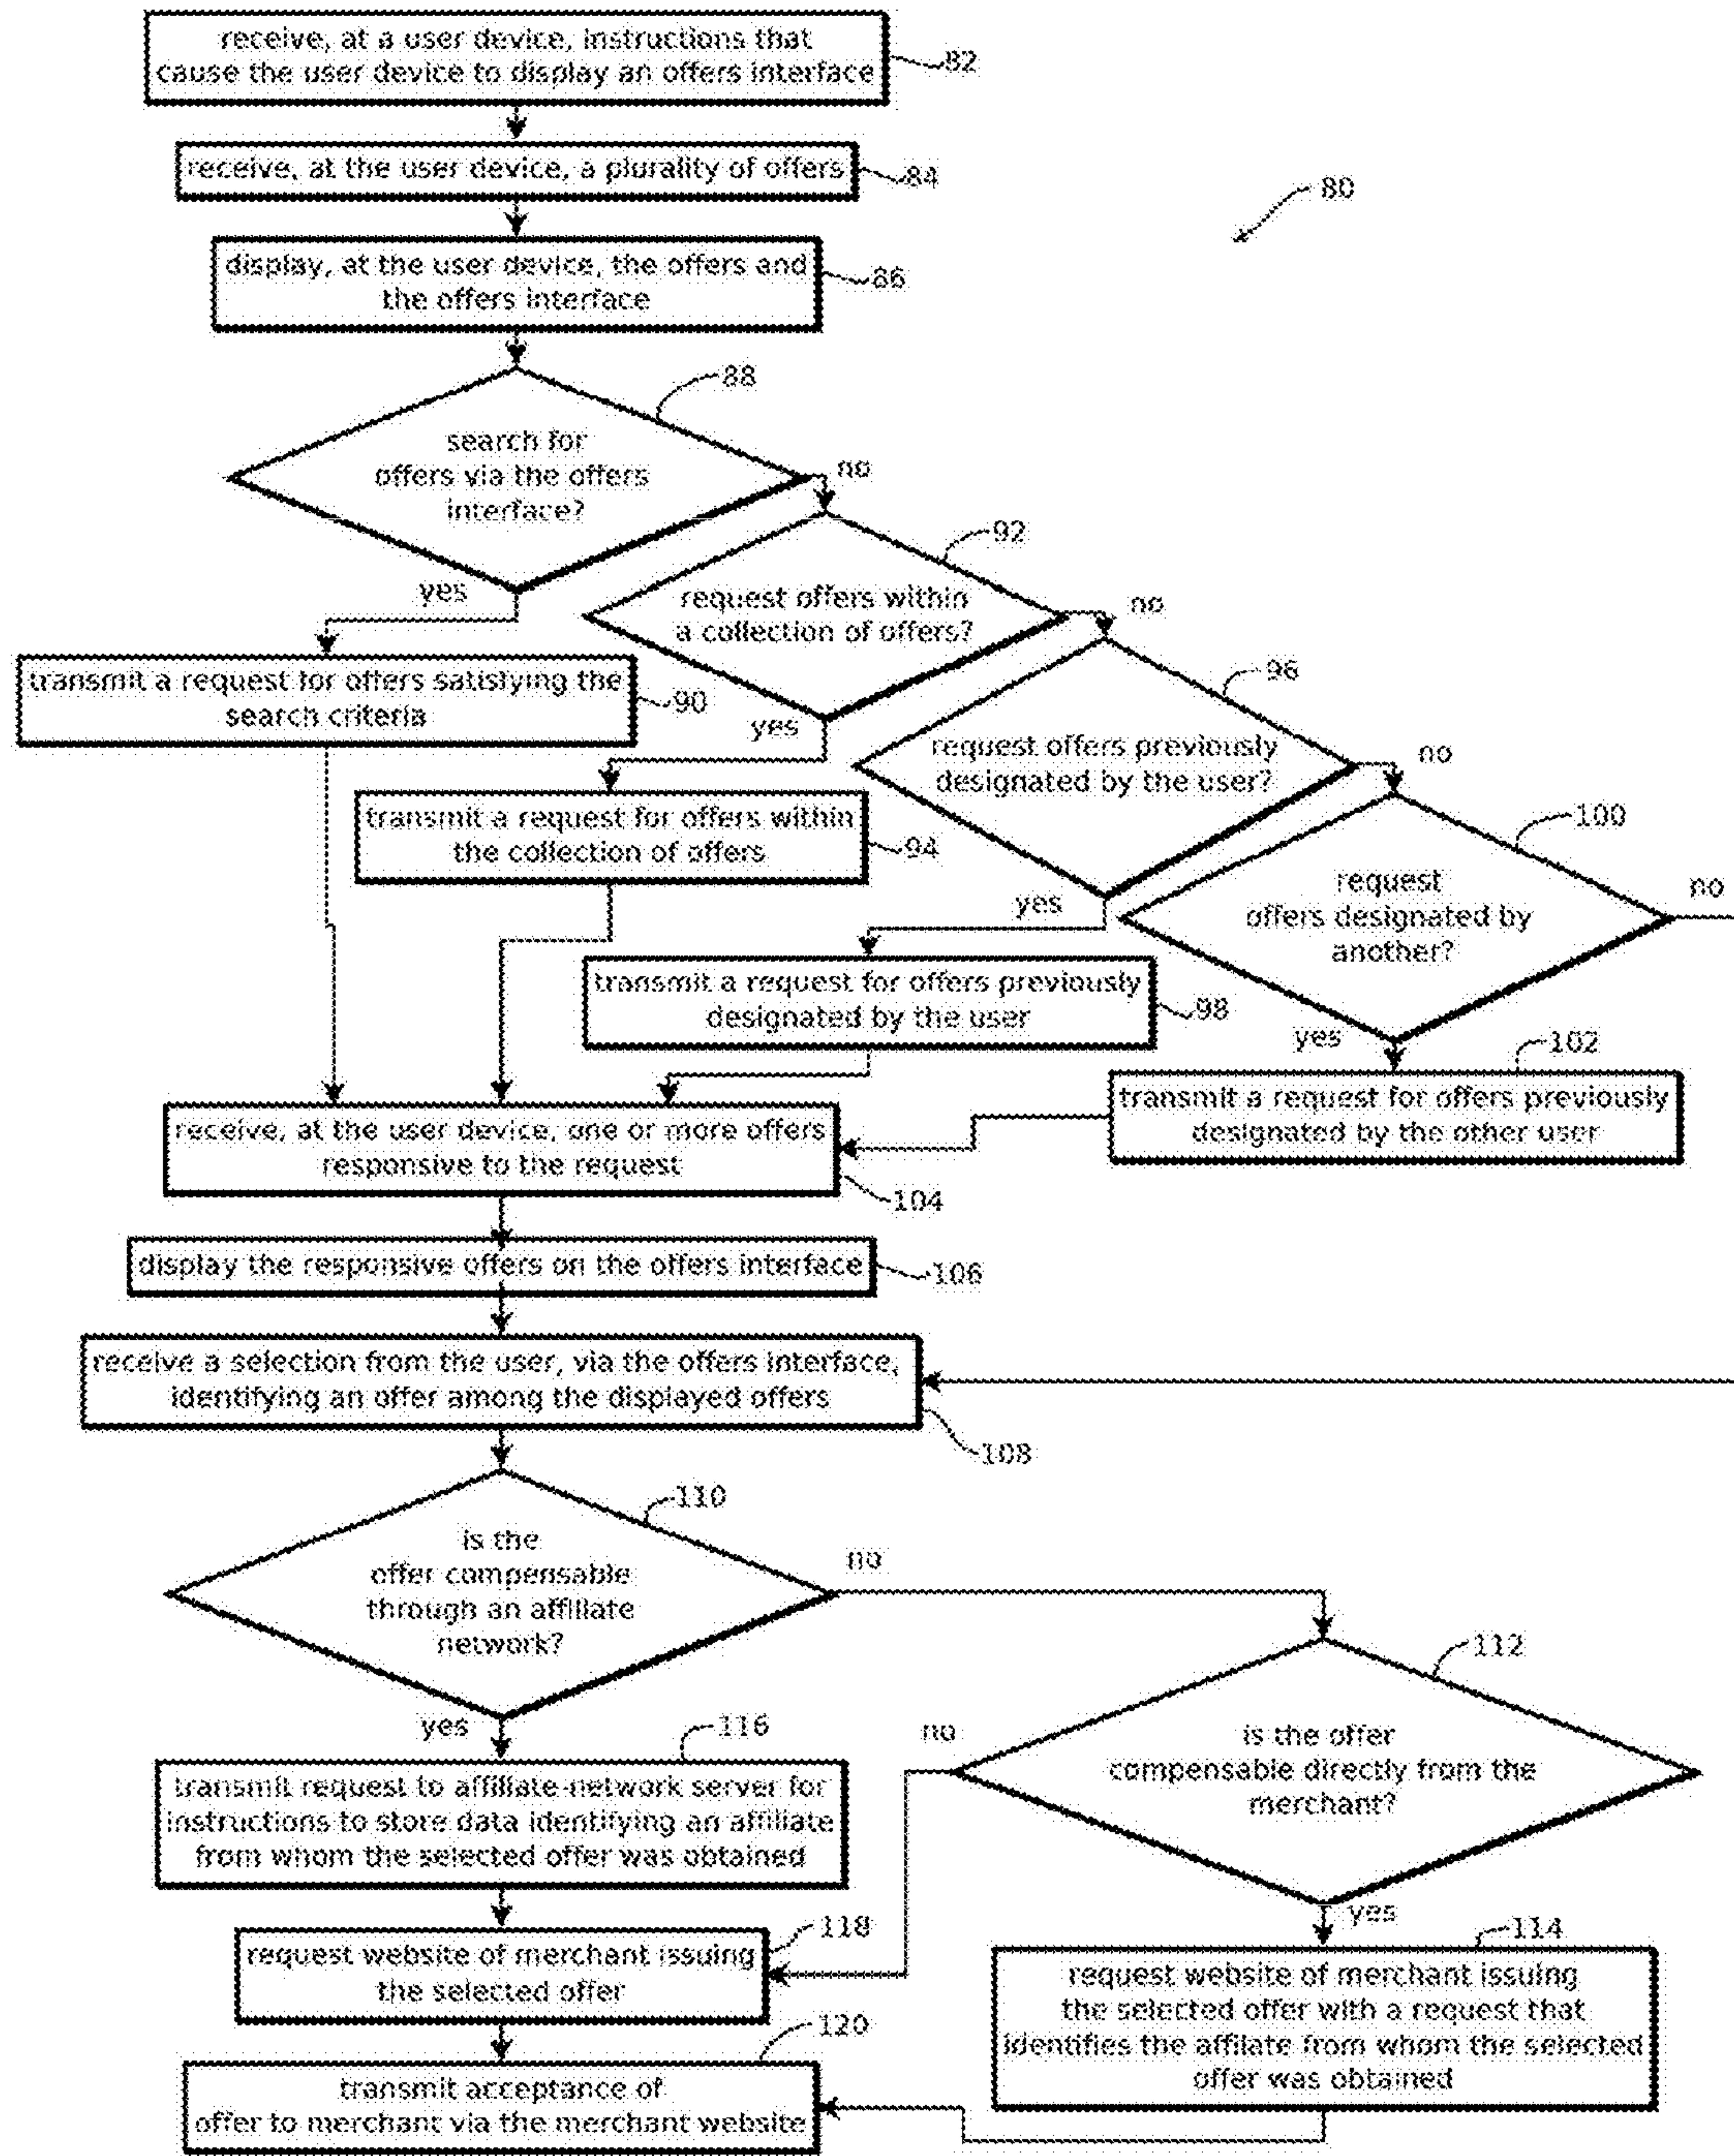 receive, at a user device, instructions that
cause the user device to display an offers interface
82
receive, at the user device, a plurality of offers
84
80
display, at the user device, the offers and
the offers interface
86
88
search for
offers via the offers
interface?
no
yes
92
request offers within
a collection of offers?
no
yes
transmit a request for offers satisfying the
search criteria
90
96
request offers previously
designated by the user?
no
yes
transmit a request for offers within
the collection of offers
94
100
request
offers designated by
another?
no
yes
transmit a request for offers previously
designated by the user
98
102
transmit a request for offers previously
designated by the other user
receive, at the user device, one or more offers
responsive to the request
104
display the responsive offers on the offers interface
106
receive a selection from the user, via the offers interface,
identifying an offer among the displayed offers
108
110
is the
offer compensable
through an affiliate
network?
no
yes
112
is the offer
compensable directly from the
merchant?
no
yes
116
transmit request to affiliate-network server for
instructions to store data identifying an affiliate
from whom the selected offer was obtained
118
request website of merchant issuing
the selected offer
114
request website of merchant issuing
the selected offer with a request that
identifies the affilate from whom the selected
offer was obtained
120
transmit acceptance of
offer to merchant via the merchant website